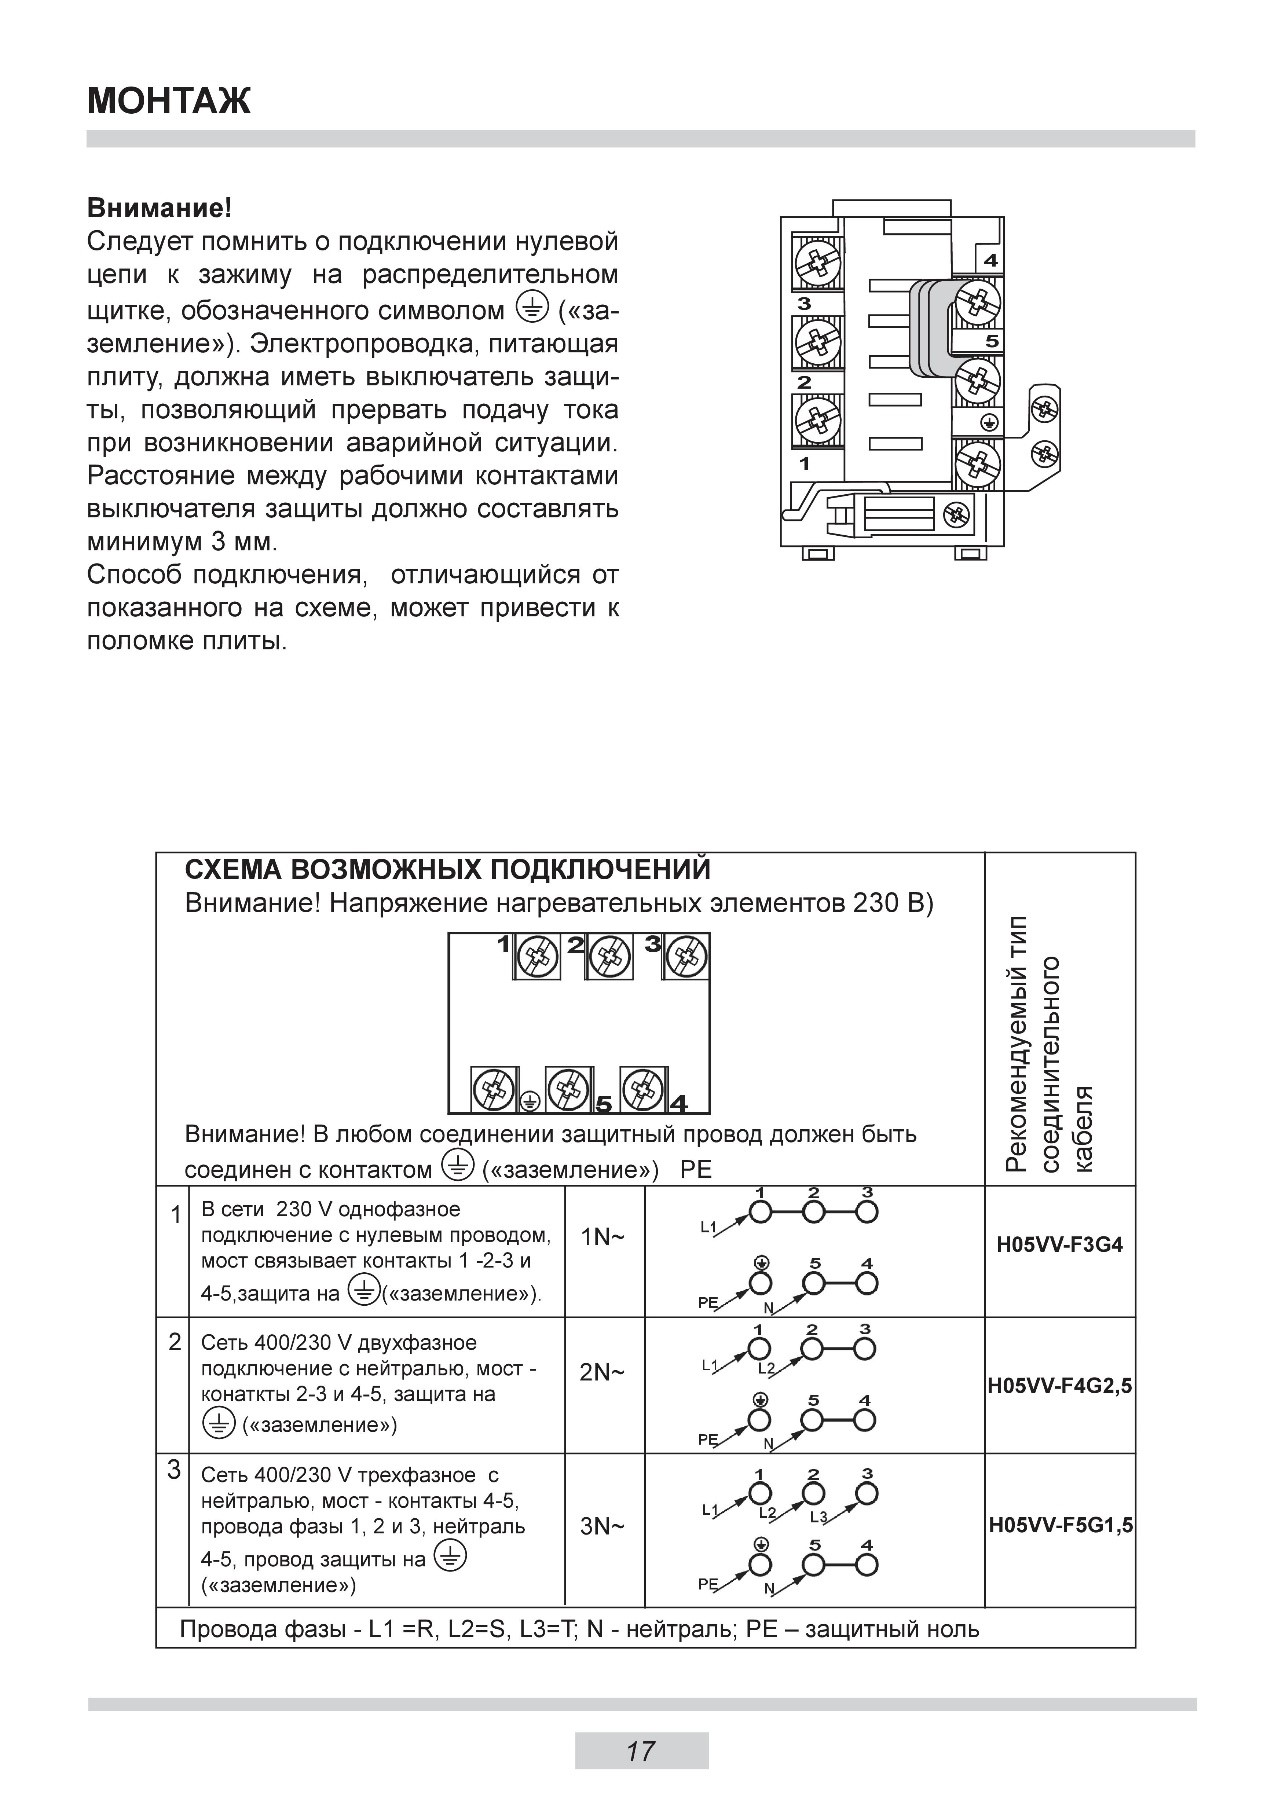 МОНТАЖ
Внимание!
Следует помнить о подключении нулевой
цепи к зажиму на распределительном
щитке, обозначенного символом («за-
землениe»). Электропроводка, питающая
плиту, должна иметь выключатель защи-
ты, позволяющий прервать подачу тока
при возникновении аварийной ситуации.
Расстояние между рабочими контактами
выключателя защиты должно составлять
минимум 3 мм.
Способ подключения, отличающийся от
показанного на схеме, может привести к
поломке плиты.
4
3
5
2
1
СХЕМА ВОЗМОЖНЫХ ПОДКЛЮЧЕНИЙ
Внимание! Напряжение нагревательных элементов 230 В)
1 2 3
5 4
Внимание! В любом соединении защитный провод должен быть
соединен с контактом («заземление») PE
Рекомендуемый тип
соединительного
кабеля
1
В сети 230 V однофазное
подключение с нулевым проводом,
мост связывает контакты 1 -2-3 и
4-5,защита на («заземление»).
1N~
1 2 3
L1
5 4
PE N
H05VV-F3G4
2
Сеть 400/230 V двухфазное
подключение с нейтралью, мост -
конаткты 2-3 и 4-5, защита на
(«заземление»)
2N~
1 2 3
L1 L2
5 4
PE N
H05VV-F4G2,5
3
Сеть 400/230 V трехфазное с
нейтралью, мост - контакты 4-5,
провода фазы 1, 2 и 3, нейтраль
4-5, провод защиты на
(«заземление»)
3N~
1 2 3
L1 L2 L3
5 4
PE N
H05VV-F5G1,5
Провода фазы - L1 =R, L2=S, L3=T; N - нейтраль; PE – защитный ноль
17